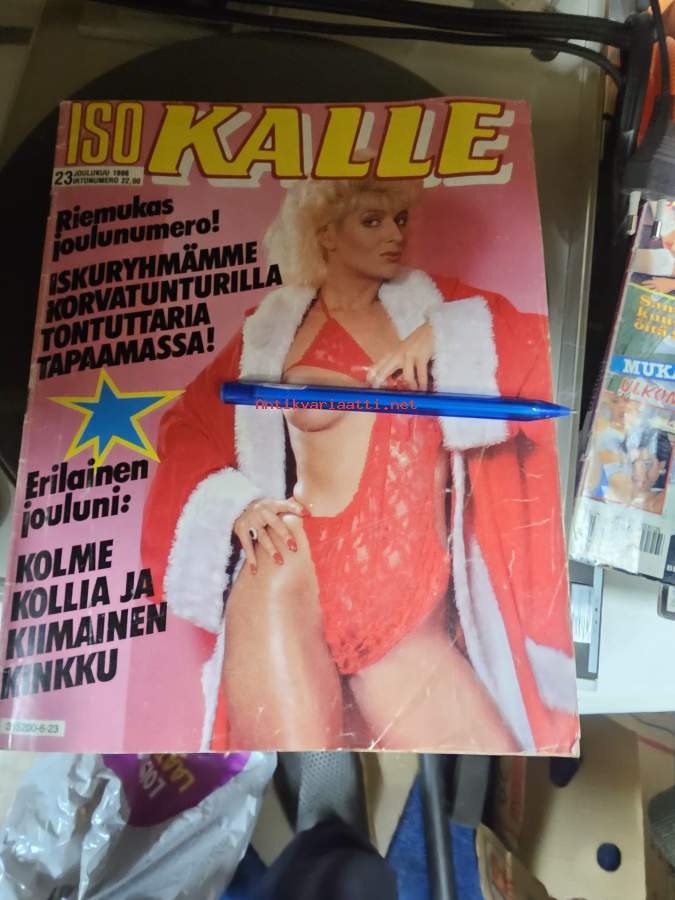 ISO KALLE
23 JOULUKUU 1986
IRTONUMERO 22,00
Riemukas
joulunumero!
ISKURYHMÄMME
KORVATUNTURILLA
TONTUTTARIA
TAPAAMASSA!
Erilainen
jouluni:
KOLME
KOLLIA JA
KIIMAINEN
KINKKU
Antikvariaatti.net
MUKA
ULKOM